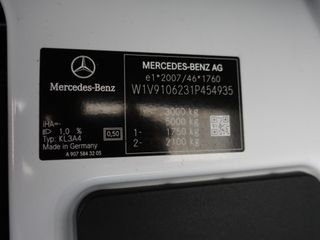 MERCEDES-BENZ AG
e1*2007/46*1760
W1V9106231P454935
Mercedes-Benz
3000 kg
5000 kg
1- 1750 kg
2- 2100 kg
iHA=-
1,0 % 0,50
Typ: KL3A4
Made in Germany
A 907 584 32 05